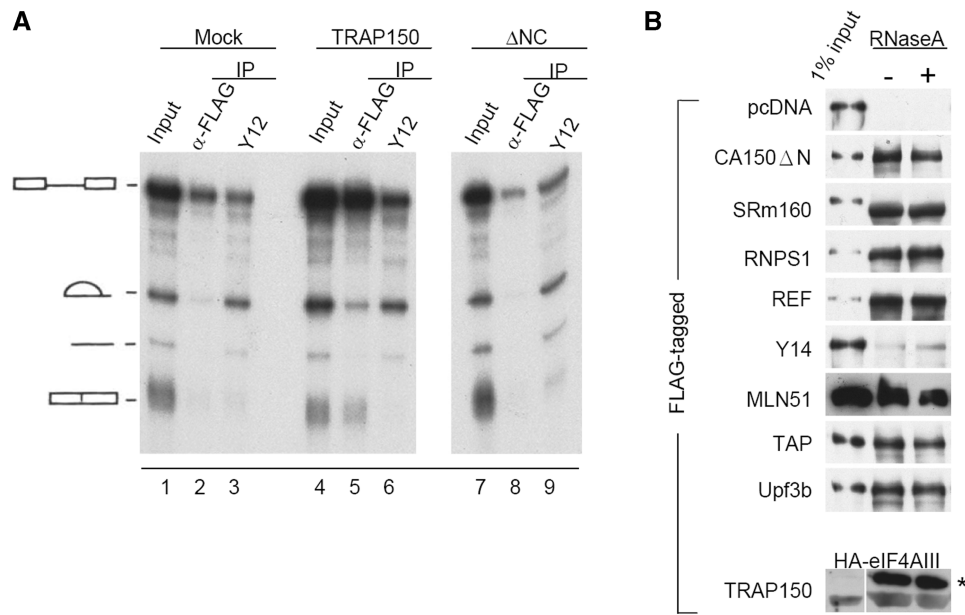 A
Mock
TRAP150
ΔNC
IP
IP
IP
Input
α-FLAG
Y12
Input
α-FLAG
Y12
Input
α-FLAG
Y12
1 2 3 4 5 6 7 8 9
B
1% input
RNaseA
- +
FLAG-tagged
pcDNA
CA150ΔN
SRm160
RNPS1
REF
Y14
MLN51
TAP
Upf3b
HA-eIF4AIII
TRAP150 *